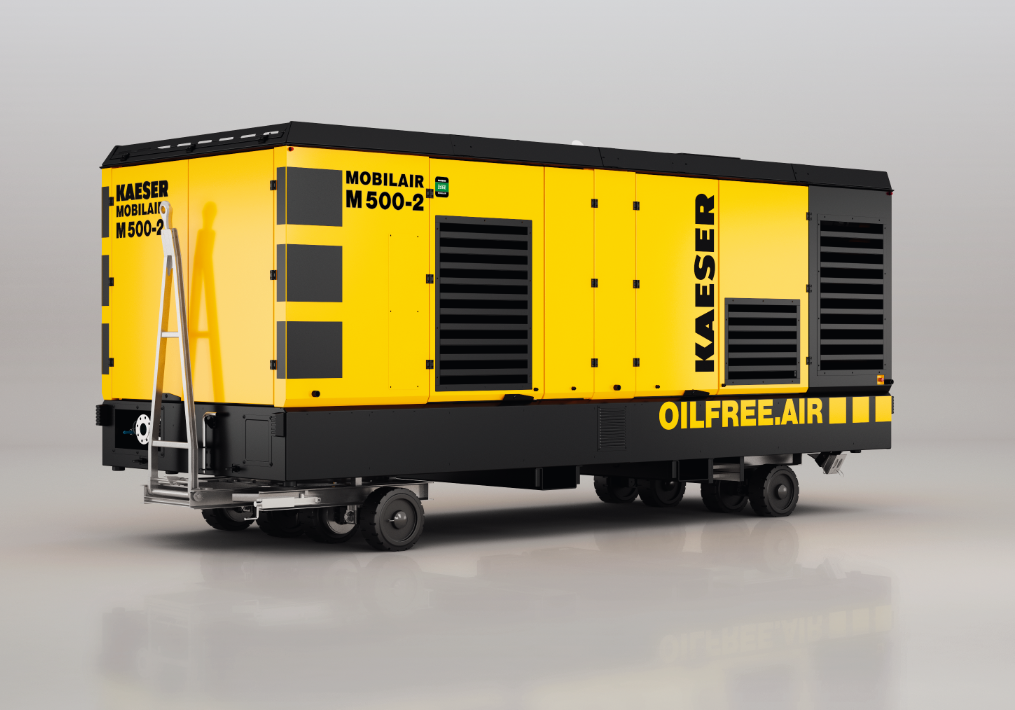 KAESER
MOBILAIR
M 500-2
MOBILAIR
M 500-2
KAESER
OILFREE.AIR